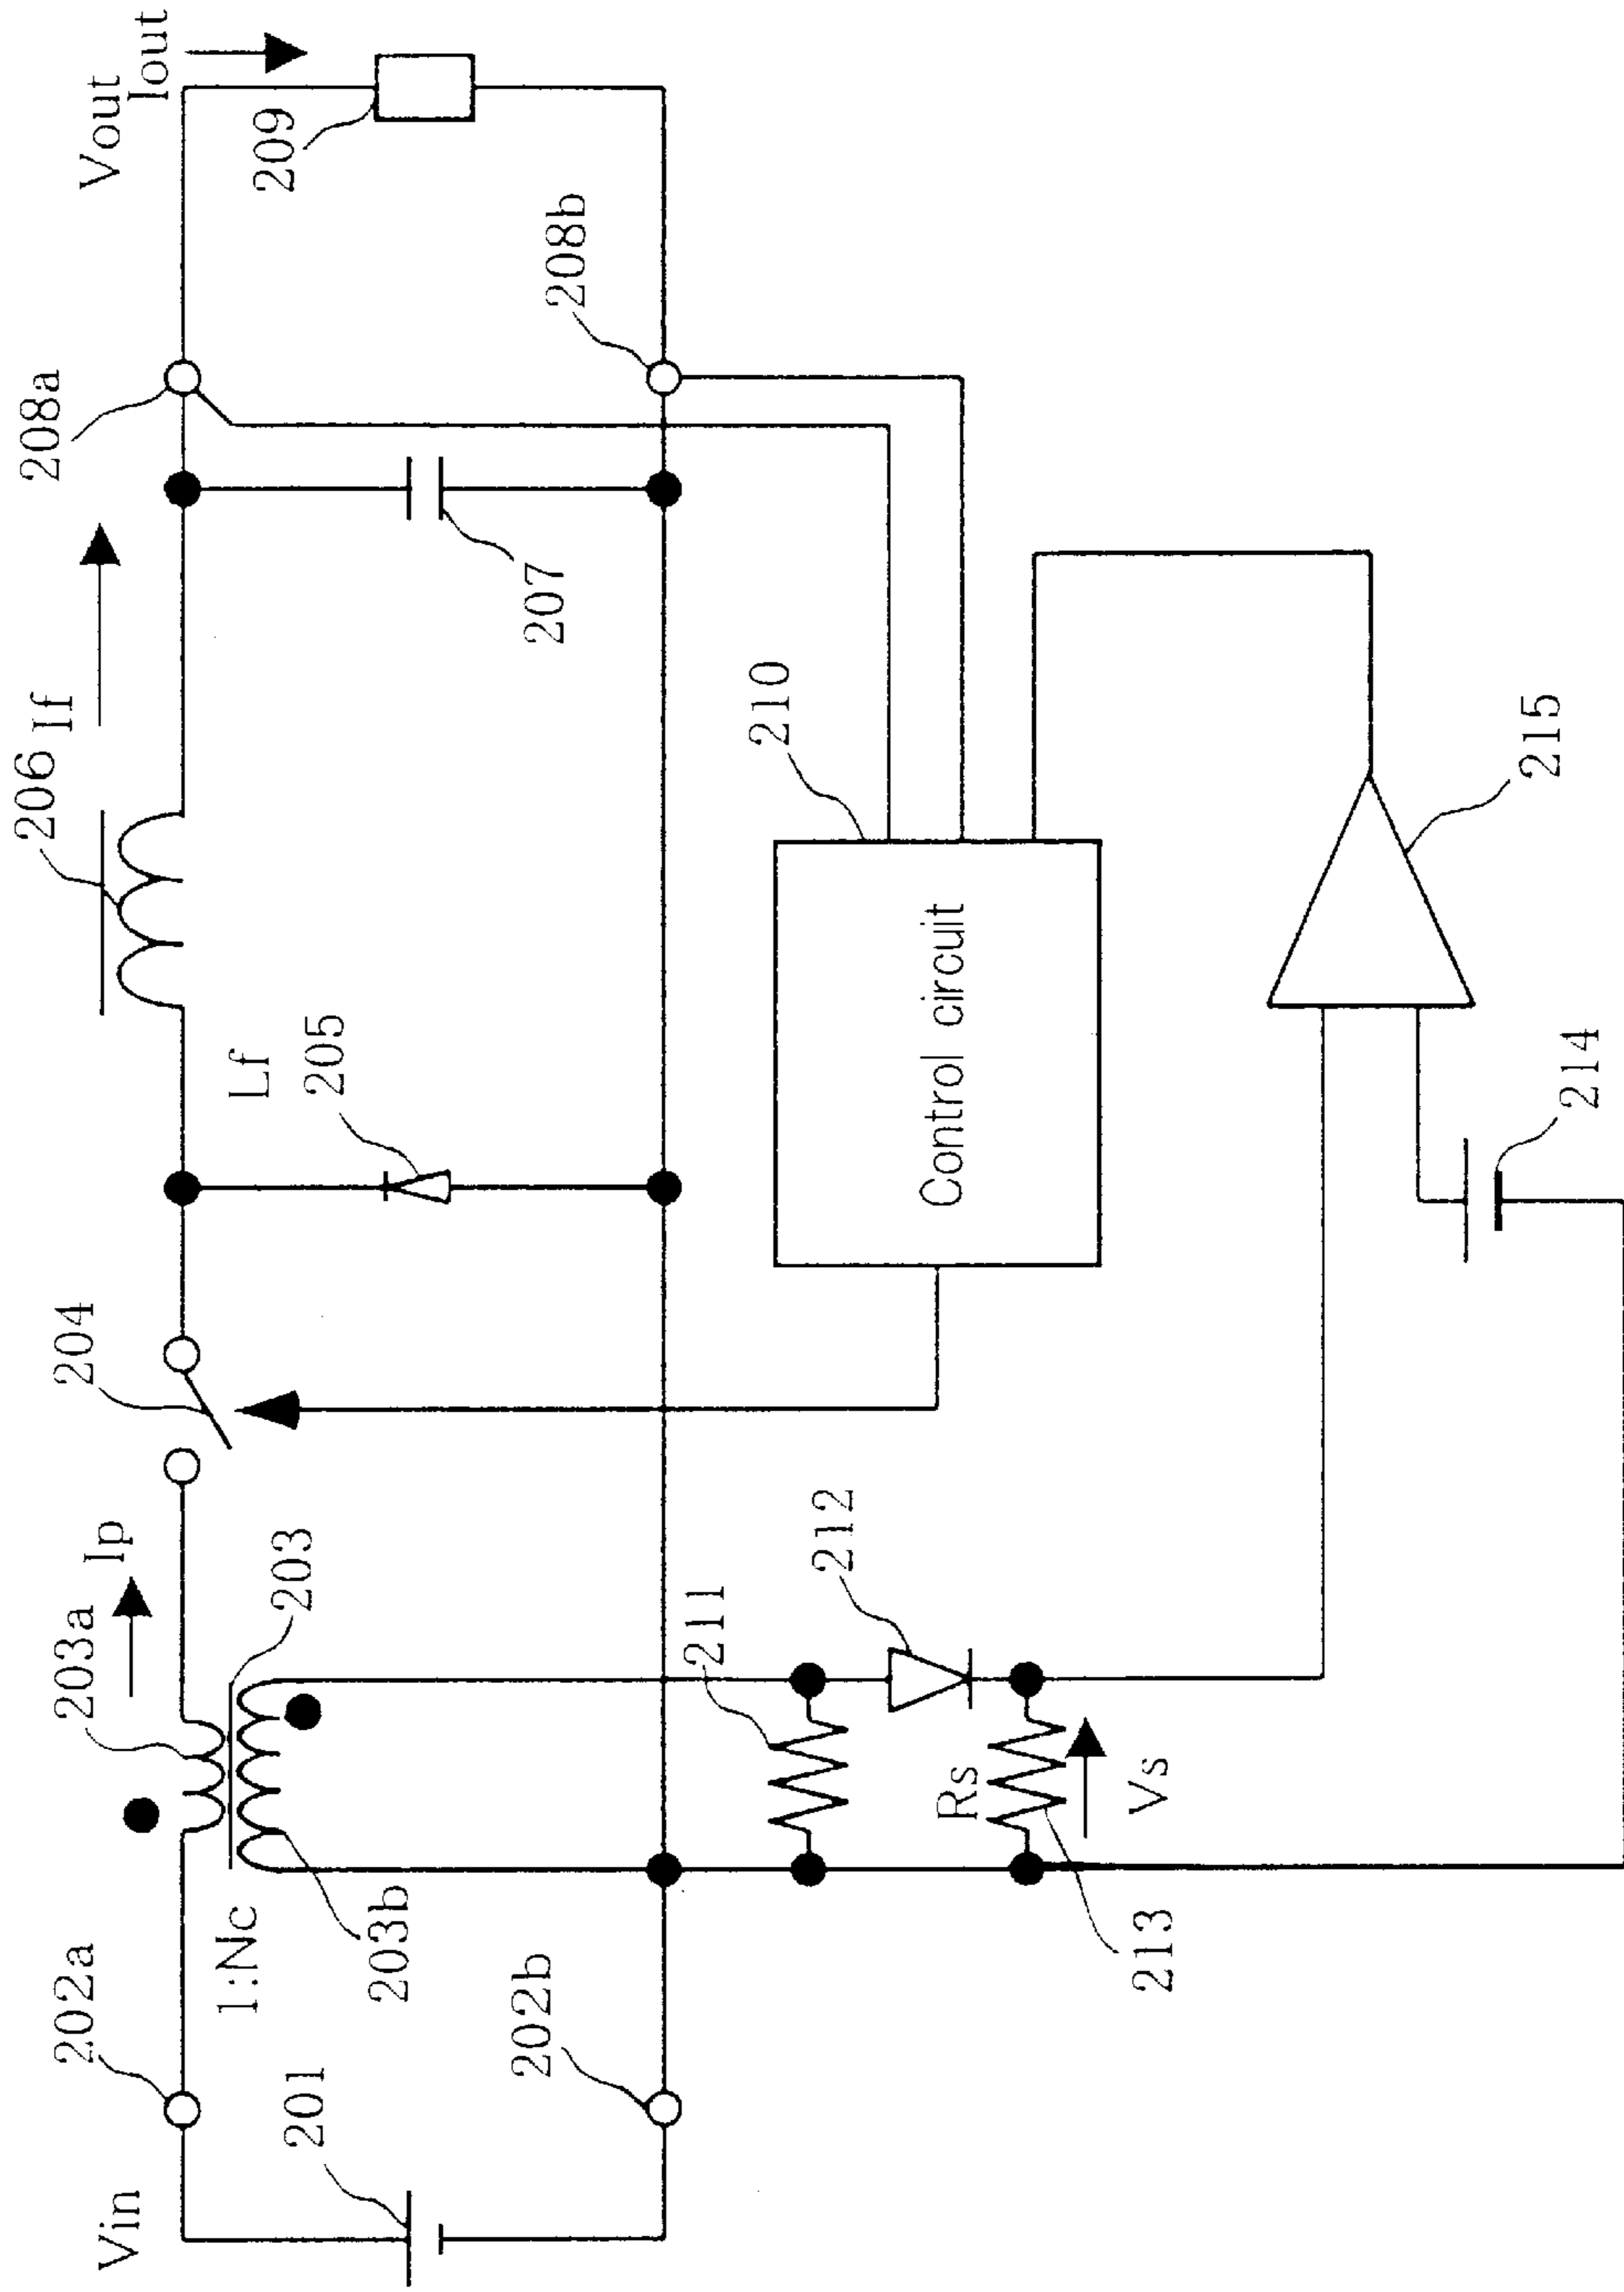 Vin
201
202a
202b
1:Nc
203a
Ip
203
203b
204
Lf
205
206
If
207
208a
208b
Vout
Iout
209
210
Control circuit
211
212
Rs
Vs
213
214
215